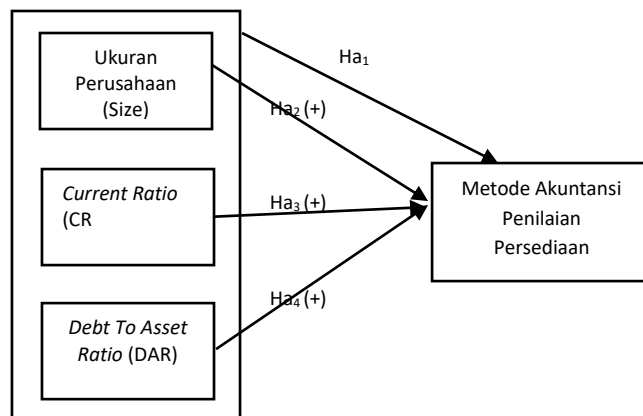 Ukuran
Perusahaan
(Size)
Ha₁
Ha₂ (+)
Current Ratio
(CR
Ha₃ (+)
Metode Akuntansi
Penilaian
Persediaan
Ha₄ (+)
Debt To Asset
Ratio (DAR)